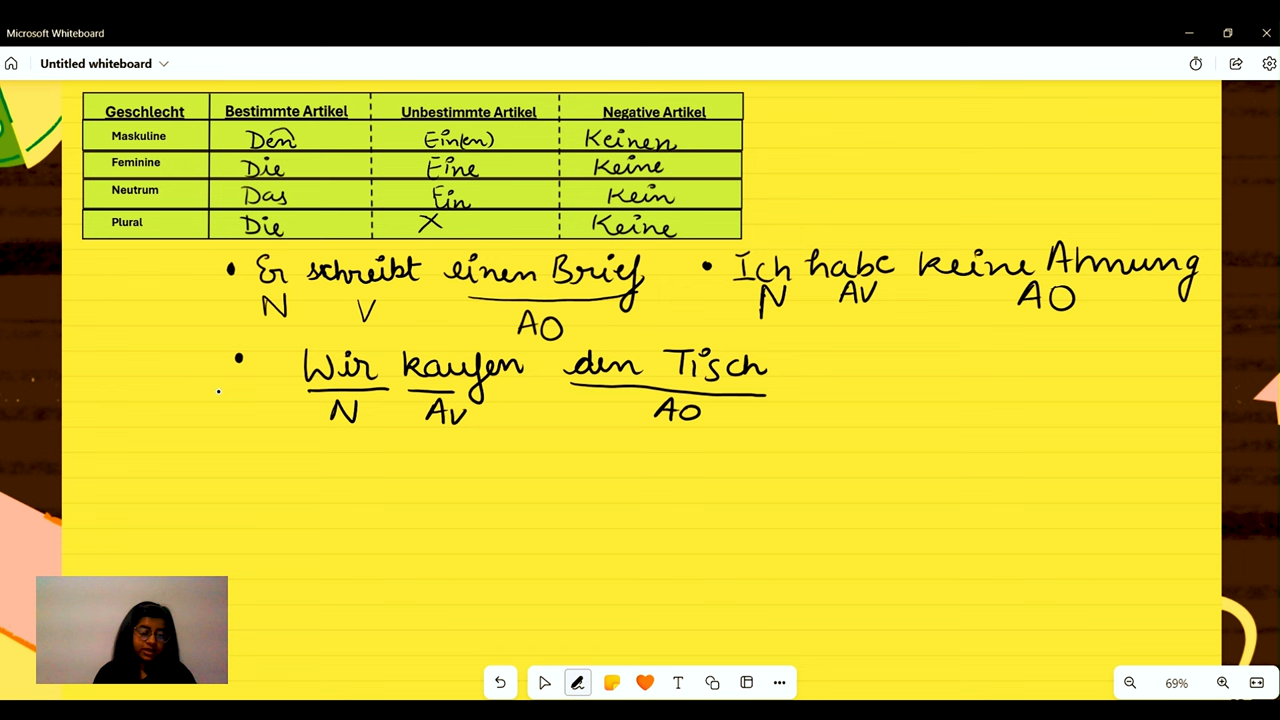 Microsoft Whiteboard
Untitled whiteboard
Geschlecht Bestimmte Artikel Unbestimmte Artikel Negative Artikel
Maskuline Den Ein(en) Keinen
Feminine Die Eine Keine
Neutrum Das Ein Kein
Plural Die X Keine
• Er schreibt einen Brief • Ich habe keine Ahnung
N V AO N AV AO
• Wir kaufen den Tisch
N AV AO
69%